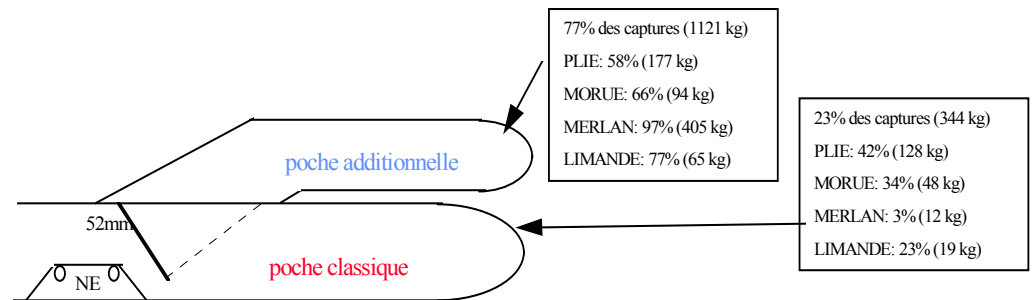 77% des captures (1121 kg)
PLIE: 58% (177 kg)
MORUE: 66% (94 kg)
MERLAN: 97% (405 kg)
LIMANDE: 77% (65 kg)
23% des captures (344 kg)
PLIE: 42% (128 kg)
MORUE: 34% (48 kg)
MERLAN: 3% (12 kg)
LIMANDE: 23% (19 kg)
poche additionnelle
52mm
poche classique
NE